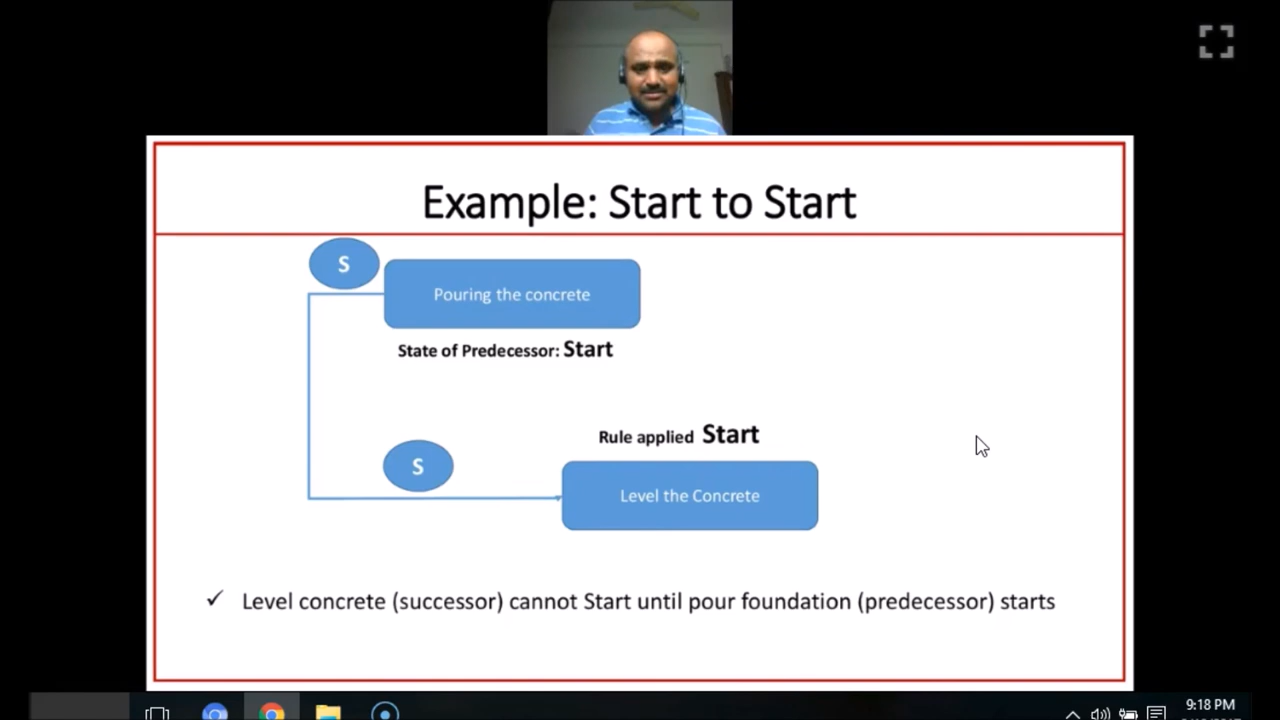 Example: Start to Start
S
Pouring the concrete
State of Predecessor: Start
Rule applied Start
S
Level the Concrete
✓ Level concrete (successor) cannot Start until pour foundation (predecessor) starts
9:18 PM